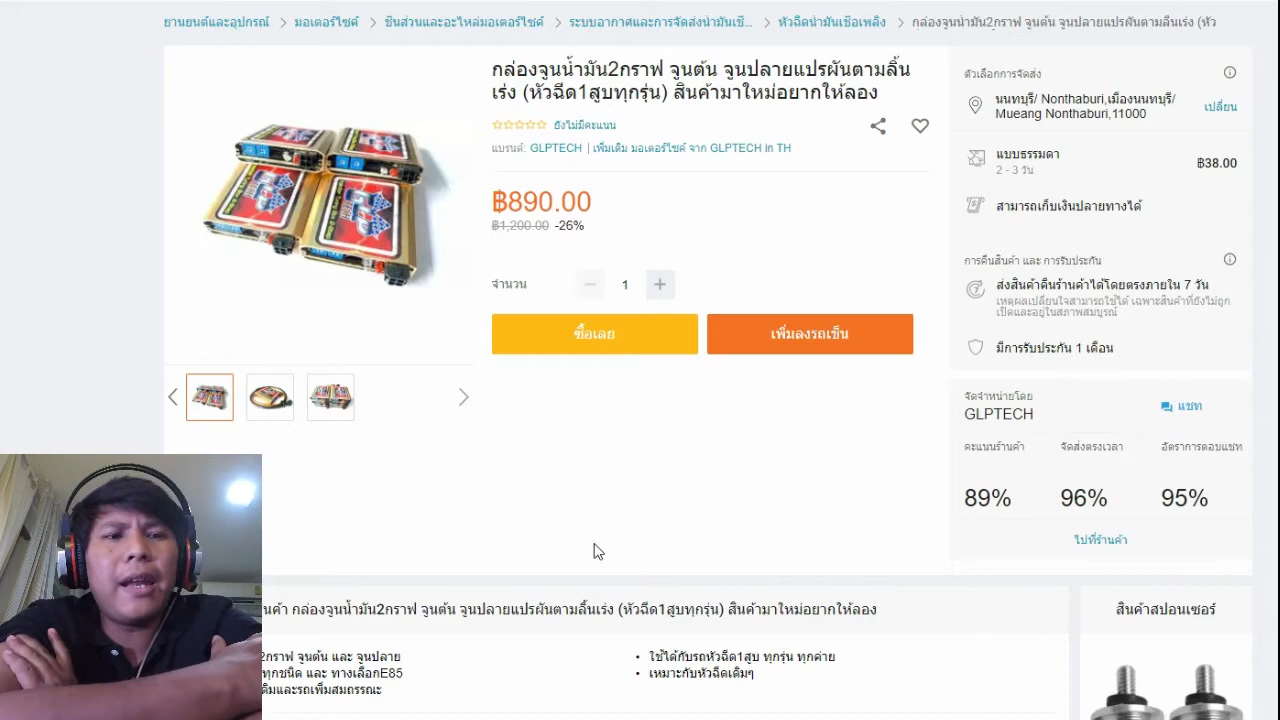 ยานยนต์และอุปกรณ์ > มอเตอร์ไซค์ > ชิ้นส่วนและอะไหล่มอเตอร์ไซค์ > ระบบอากาศและการจัดส่งน้ำมันเชื... > หัวฉีดน้ำมันเชื้อเพลิง > กล่องจูนน้ำมัน2กราฟ จูนต้น จูนปลายแปรผันตามลิ้นเร่ง (หัว
กล่องจูนน้ำมัน2กราฟ จูนต้น จูนปลายแปรผันตามลิ้น
เร่ง (หัวฉีด1สูบทุกรุ่น) สินค้ามาใหม่อยากให้ลอง
ยังไม่มีคะแนน
แบรนด์: GLPTECH | เพิ่มเติม มอเตอร์ไซค์ จาก GLPTECH in TH
฿890.00
฿1,200.00 -26%
จำนวน
1
ซื้อเลย
เพิ่มลงรถเข็น
ตัวเลือกการจัดส่ง
นนทบุรี/ Nonthaburi,เมืองนนทบุรี/
Mueang Nonthaburi,11000
เปลี่ยน
แบบธรรมดา
2 - 3 วัน
฿38.00
สามารถเก็บเงินปลายทางได้
การคืนสินค้า และ การรับประกัน
ส่งสินค้าคืนร้านค้าได้โดยตรงภายใน 7 วัน
เหตุผลเปลี่ยนใจสามารถใช้ได้ เฉพาะสินค้าที่ยังไม่ถูก
เปิดและอยู่ในสภาพสมบูรณ์
มีการรับประกัน 1 เดือน
จัดจำหน่ายโดย
GLPTECH
แชท
คะแนนร้านค้า
จัดส่งตรงเวลา
อัตราการตอบแชท
89%
96%
95%
ไปที่ร้านค้า
นค้า กล่องจูนน้ำมัน2กราฟ จูนต้น จูนปลายแปรผันตามลิ้นเร่ง (หัวฉีด1สูบทุกรุ่น) สินค้ามาใหม่อยากให้ลอง
2กราฟ จูนต้น และ จูนปลาย
ทุกชนิด และ ทางเลือกE85
ดิมและรถเพิ่มสมถรรณะ
• ใช้ได้กับรถหัวฉีด1สูบ ทุกรุ่น ทุกค่าย
• เหมาะกับหัวฉีดเดิมๆ
สินค้าสปอนเซอร์